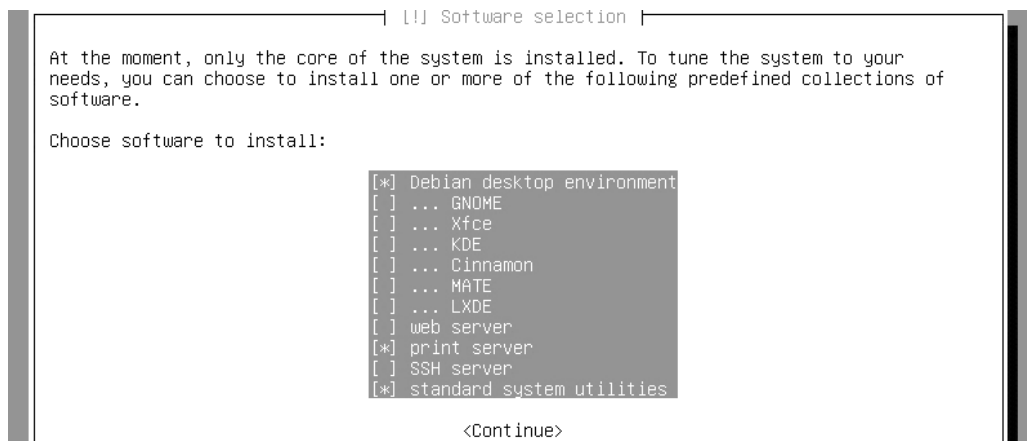 [!] Software selection
At the moment, only the core of the system is installed. To tune the system to your
needs, you can choose to install one or more of the following predefined collections of
software.
Choose software to install:
[*] Debian desktop environment
[ ] ... GNOME
[ ] ... Xfce
[ ] ... KDE
[ ] ... Cinnamon
[ ] ... MATE
[ ] ... LXDE
[ ] web server
[*] print server
[ ] SSH server
[*] standard system utilities
<Continue>